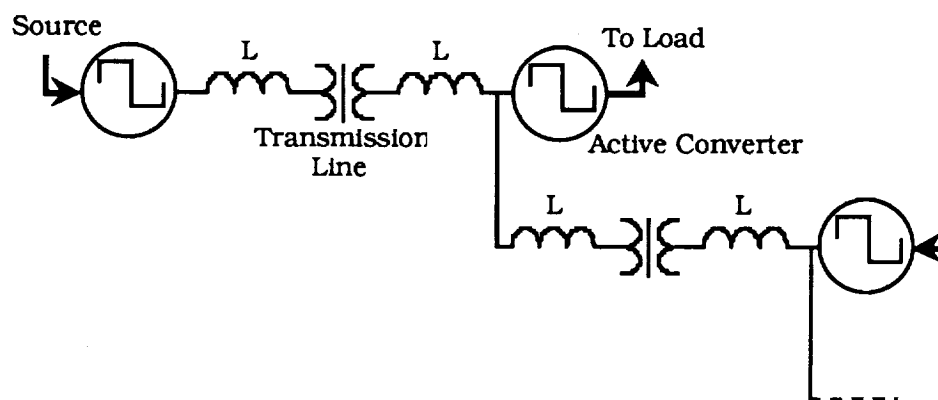 Source
L
L
To Load
Transmission
Line
Active Converter
L
L